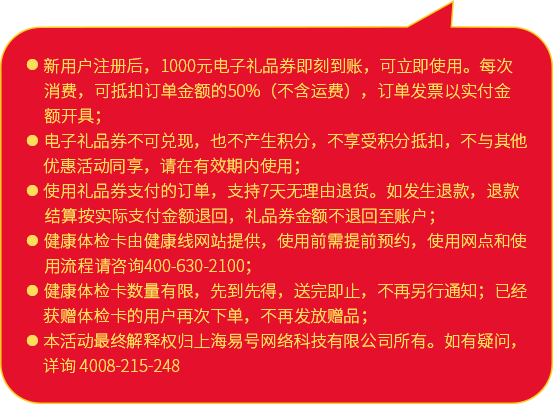 ● 新用户注册后，1000元电子礼品券即刻到账，可立即使用。每次
消费，可抵扣订单金额的50%（不含运费），订单发票以实付金
额开具；
● 电子礼品券不可兑现，也不产生积分，不享受积分抵扣，不与其他
优惠活动同享，请在有效期内使用；
● 使用礼品券支付的订单，支持7天无理由退货。如发生退款，退款
结算按实际支付金额退回，礼品券金额不退回至账户；
● 健康体检卡由健康线网站提供，使用前需提前预约，使用网点和使
用流程请咨询400-630-2100；
● 健康体检卡数量有限，先到先得，送完即止，不再另行通知；已经
获赠体检卡的用户再次下单，不再发放赠品；
● 本活动最终解释权归上海易号网络科技有限公司所有。如有疑问，
详询 4008-215-248